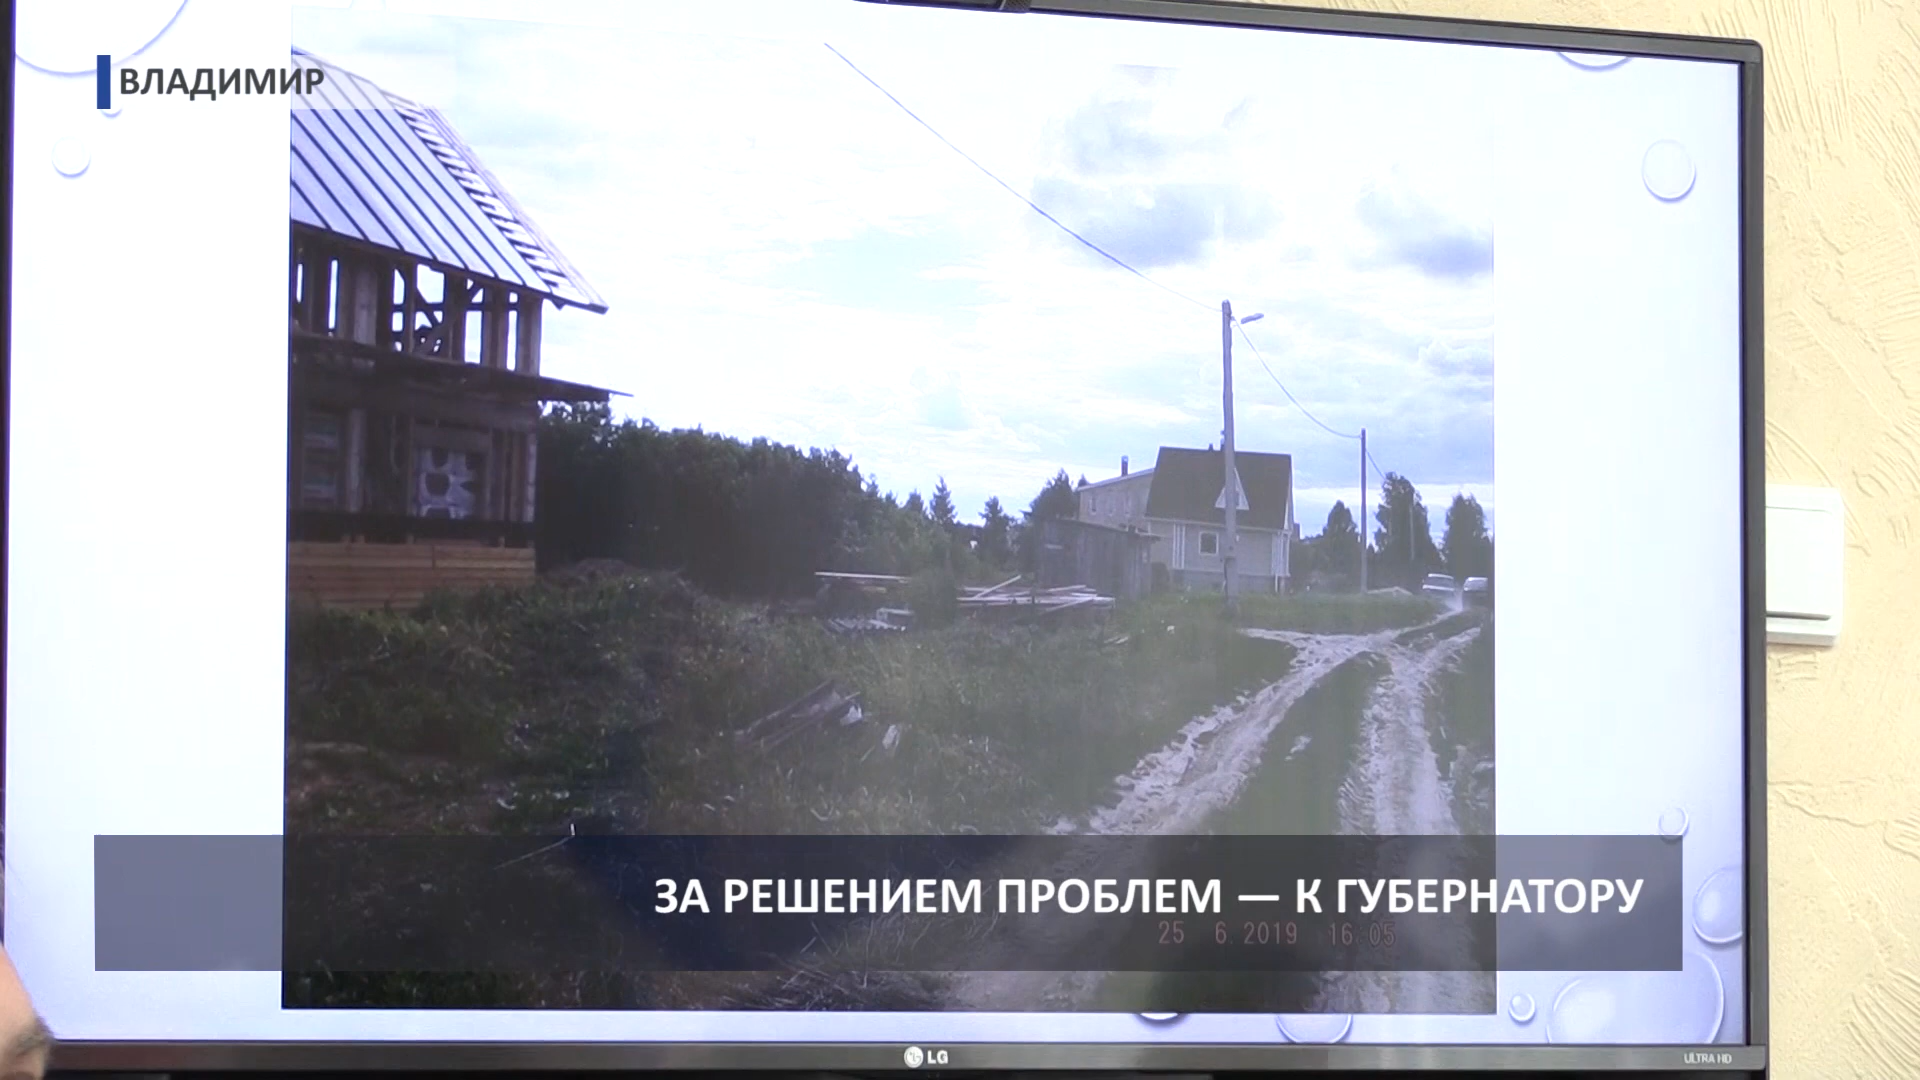 ВЛАДИМИР
ЗА РЕШЕНИЕМ ПРОБЛЕМ — К ГУБЕРНАТОРУ
25 6 2019 16:05
LG
ULTRA HD